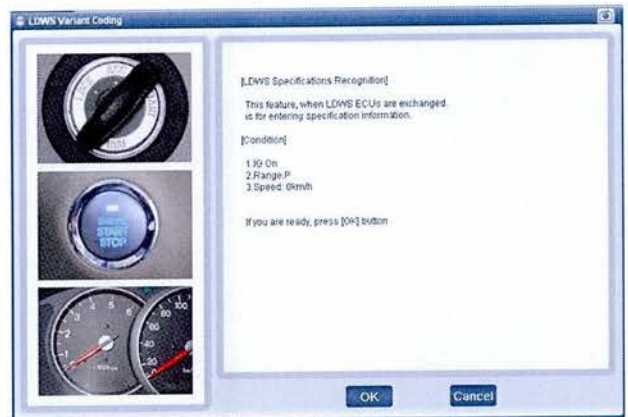 LDWS Variant Coding
[LDWS Specifications Recognition]
This feature, when LDWS ECUs are exchanged.
is for entering specification information.
[Condition]
1.IG On
2.Range:P
3.Speed: 0km/h
If you are ready, press [OK] button
START
STOP
OK
Cancel